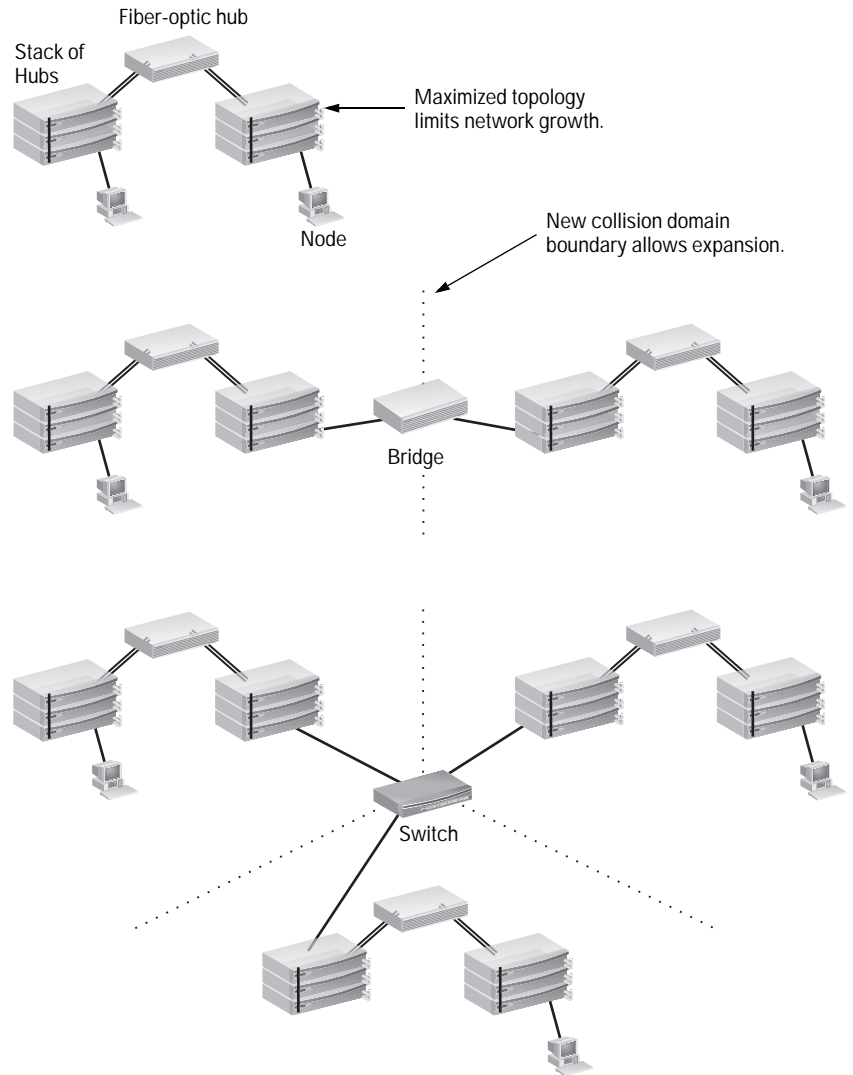 Fiber-optic hub
Stack of
Hubs
Maximized topology
limits network growth.
Node
New collision domain
boundary allows expansion.
Bridge
Switch